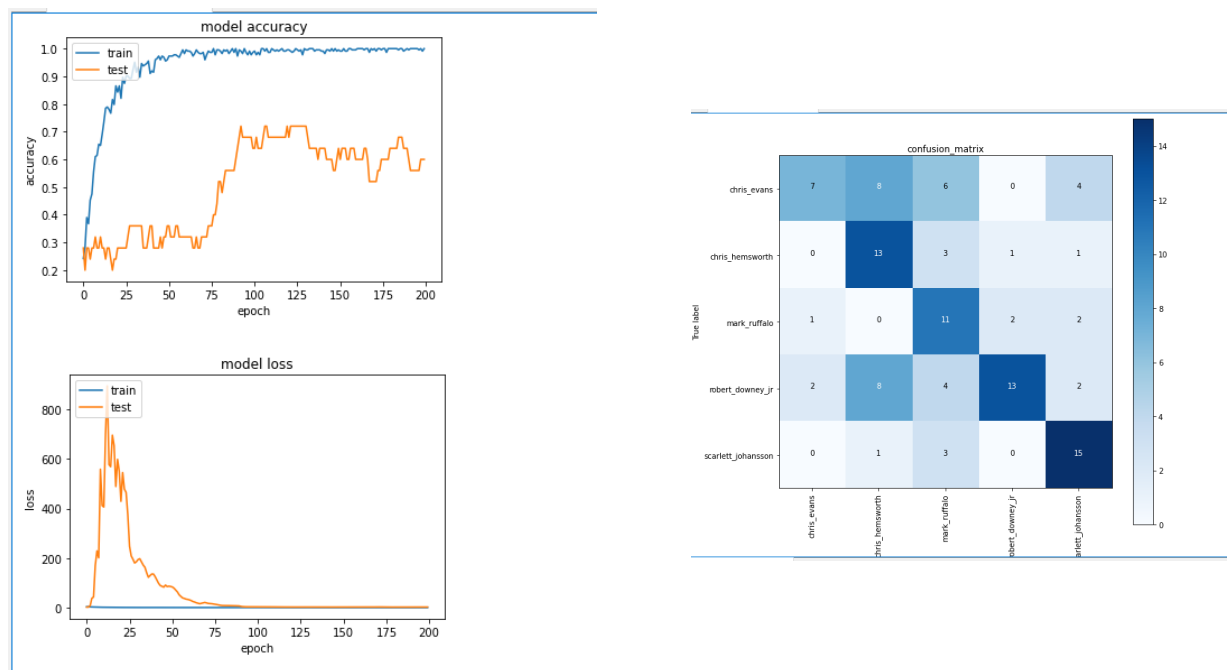 model accuracy
1.0
0.9
0.8
0.7
0.6
0.5
0.4
0.3
0.2
accuracy
train
test
0 25 50 75 100 125 150 175 200
epoch
model loss
800
600
400
200
0
loss
train
test
0 25 50 75 100 125 150 175 200
epoch
confusion_matrix
True label
chris_evans 7 8 6 0 4
chris_hemsworth 0 13 3 1 1
mark_ruffalo 1 0 11 2 2
robert_downey_jr 2 8 4 13 2
scarlett_johansson 0 1 3 0 15
chris_evans
chris_hemsworth
mark_ruffalo
obert_downey_jr
arlett_johansson
14
12
10
8
6
4
2
0